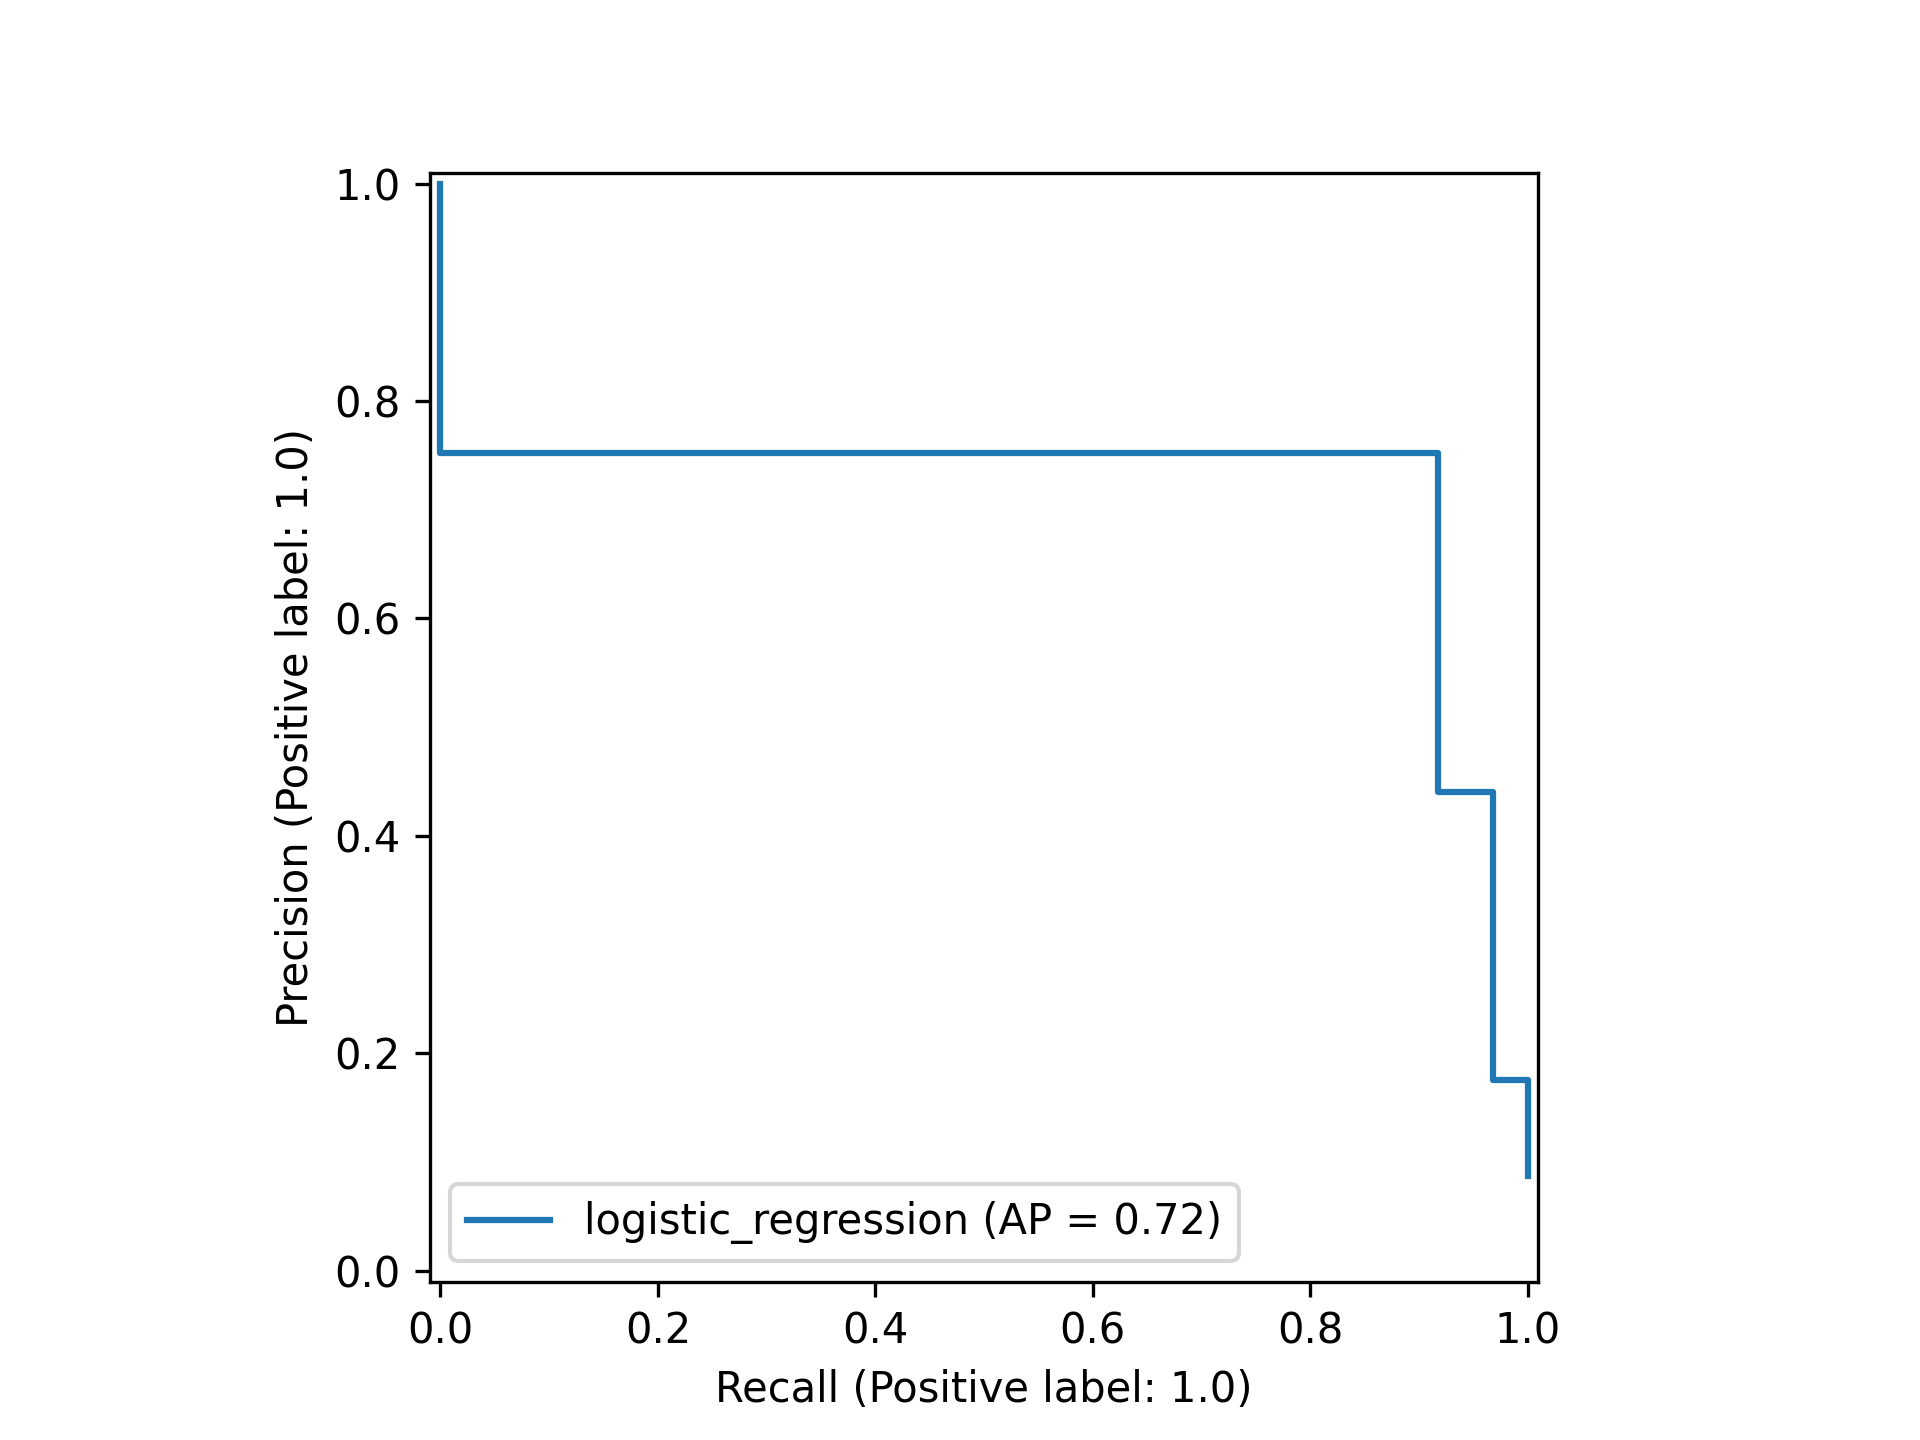 1.0
0.8
0.6
0.4
0.2
0.0
Precision (Positive label: 1.0)
logistic_regression (AP = 0.72)
0.0 0.2 0.4 0.6 0.8 1.0
Recall (Positive label: 1.0)